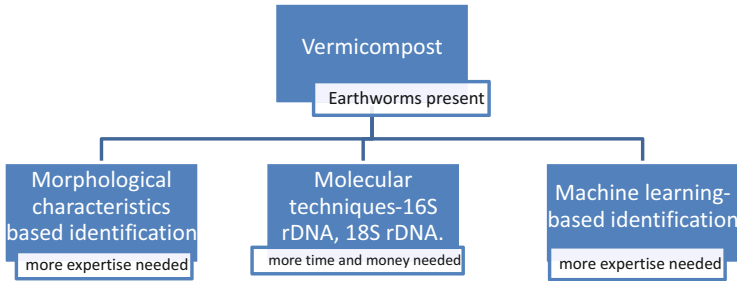 Vermicompost
Earthworms present
Morphological
characteristics
based identification
more expertise needed
Molecular
techniques-16S
rDNA, 18S rDNA.
more time and money needed
Machine learning-
based identification
more expertise needed